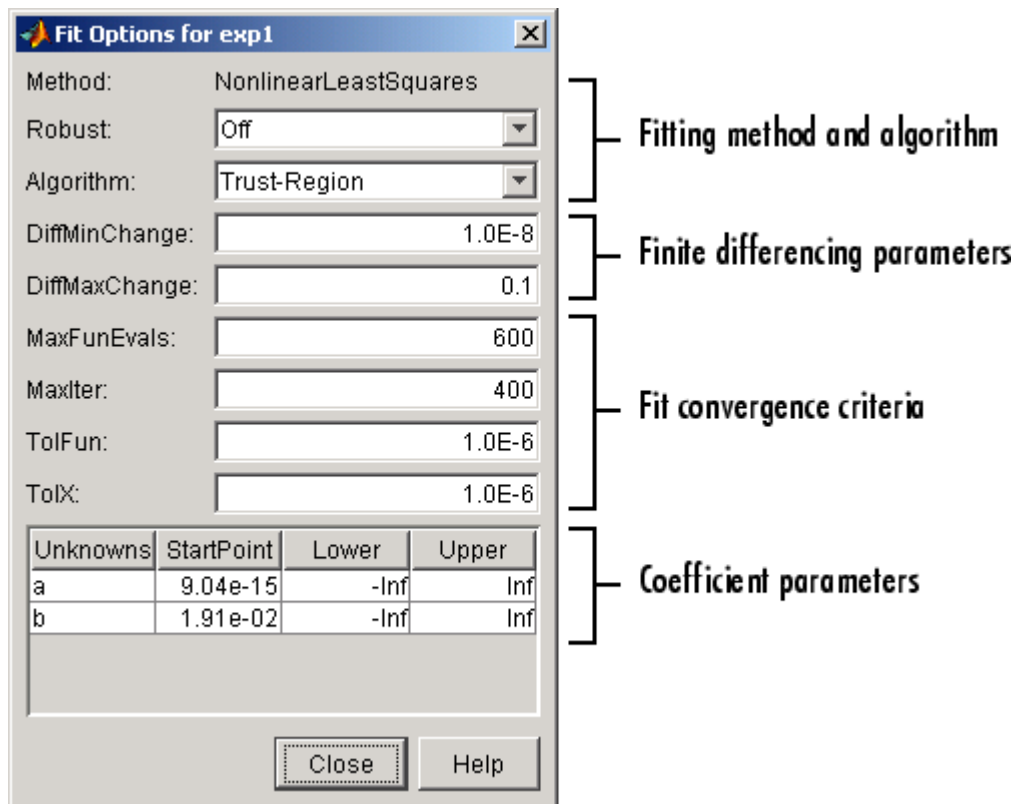 Fit Options for exp1
Method: NonlinearLeastSquares
Robust: Off
Algorithm: Trust-Region
Fitting method and algorithm
DiffMinChange: 1.0E-8
DiffMaxChange: 0.1
Finite differencing parameters
MaxFunEvals: 600
MaxIter: 400
TolFun: 1.0E-6
TolX: 1.0E-6
Fit convergence criteria
Unknowns StartPoint Lower Upper
a 9.04e-15 -Inf Inf
b 1.91e-02 -Inf Inf
Coefficient parameters
Close Help